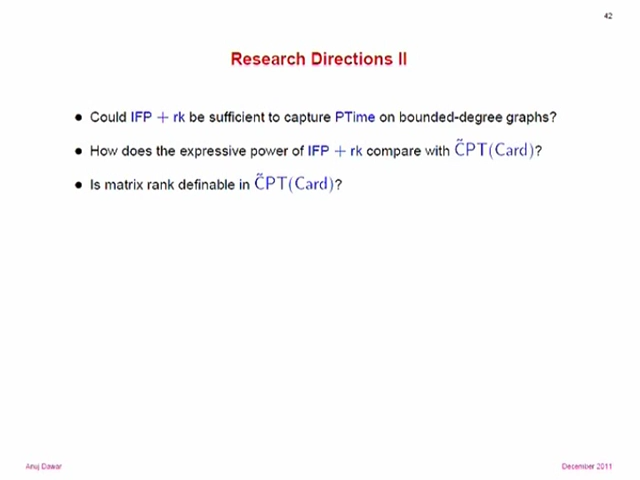 42
Research Directions II
• Could IFP + rk be sufficient to capture PTime on bounded-degree graphs?
• How does the expressive power of IFP + rk compare with C̃PT(Card)?
• Is matrix rank definable in C̃PT(Card)?
Anuj Dawar
December 2011